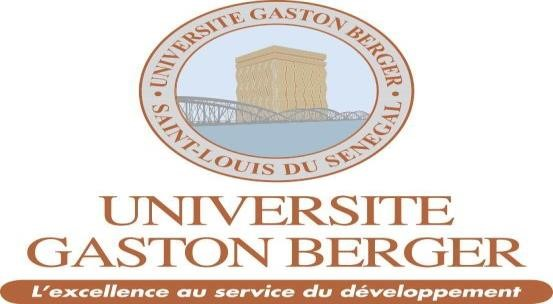 • UNIVERSITE GASTON BERGER •
SAINT-LOUIS DU SENEGAL
UNIVERSITE
GASTON BERGER
L'excellence au service du développement